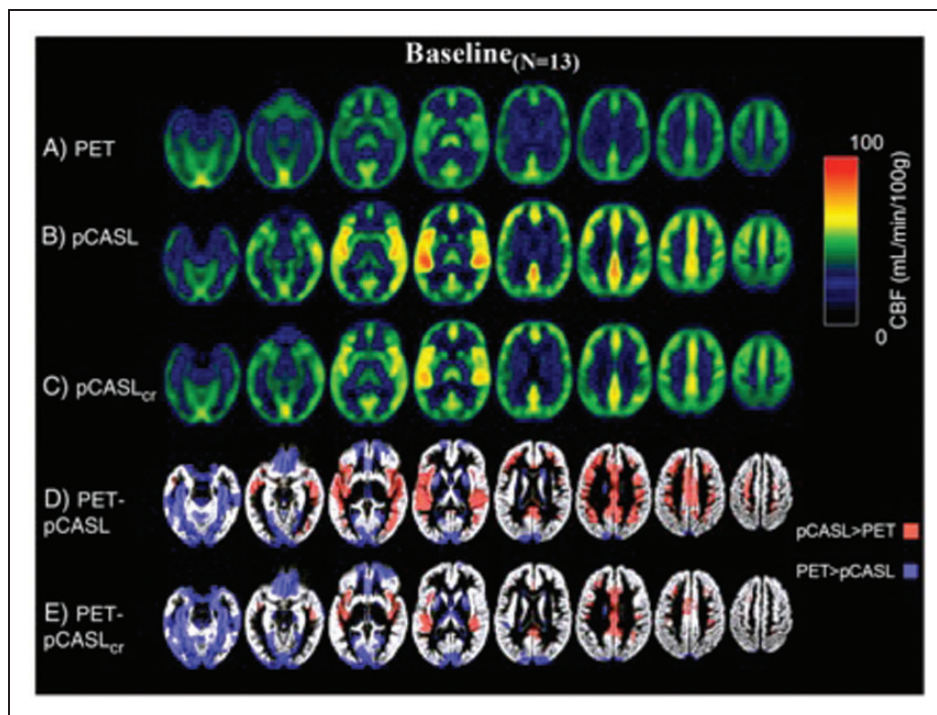 Baseline(N=13)
A) PET
B) pCASL
C) pCASLcr
D) PET-
pCASL
E) PET-
pCASLcr
100
CBF (mL/min/100g)
0
pCASL>PET
PET>pCASL